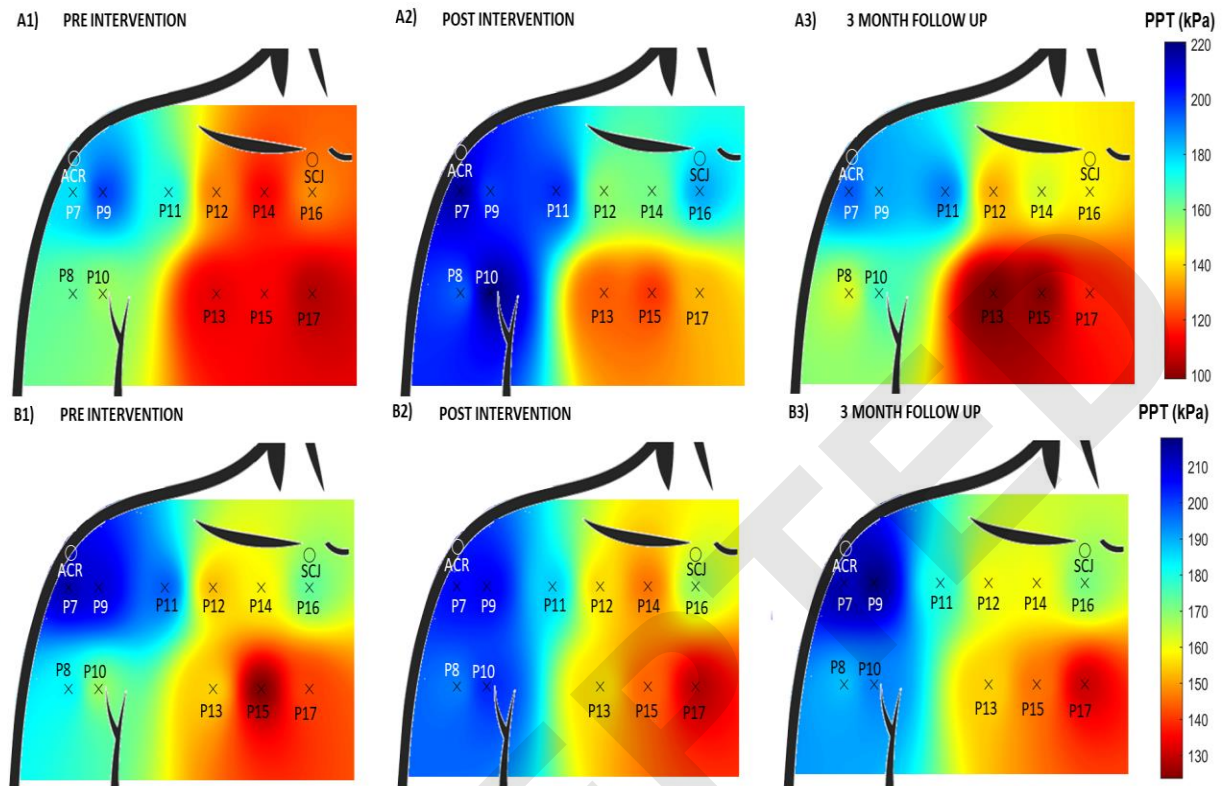 A1) PRE INTERVENTION
A2) POST INTERVENTION
A3) 3 MONTH FOLLOW UP
PPT (kPa)
220
200
180
160
140
120
100
ACR
SCJ
P7 P9 P11 P12 P14 P16
P8 P10
P13 P15 P17
ACR
SCJ
P7 P9 P11 P12 P14 P16
P8 P10
P13 P15 P17
ACR
SCJ
P7 P9 P11 P12 P14 P16
P8 P10
P13 P15 P17
B1) PRE INTERVENTION
B2) POST INTERVENTION
B3) 3 MONTH FOLLOW UP
PPT (kPa)
210
200
190
180
170
160
150
140
130
ACR
SCJ
P7 P9 P11 P12 P14 P16
P8 P10
P13 P15 P17
ACR
SCJ
P7 P9 P11 P12 P14 P16
P8 P10
P13 P15 P17
ACR
SCJ
P7 P9 P11 P12 P14 P16
P8 P10
P13 P15 P17